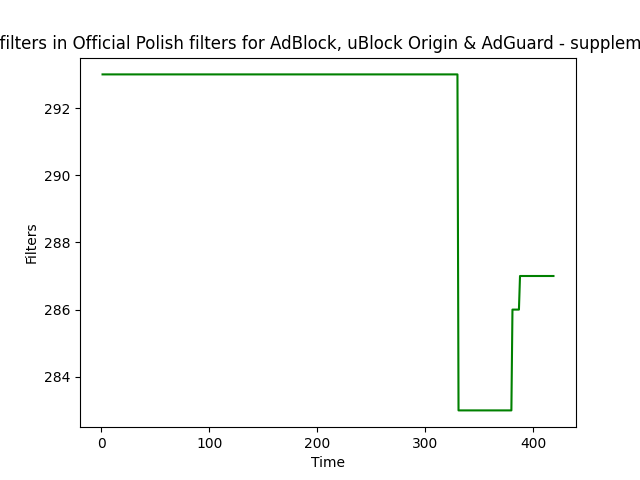 filters in Official Polish filters for AdBlock, uBlock Origin & AdGuard - supplem
292
290
288
286
284
Filters
0 100 200 300 400
Time